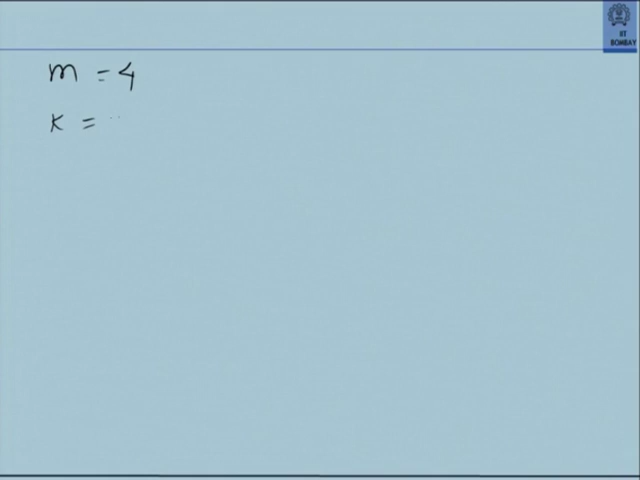 IIT
BOMBAY
m = 4
K =